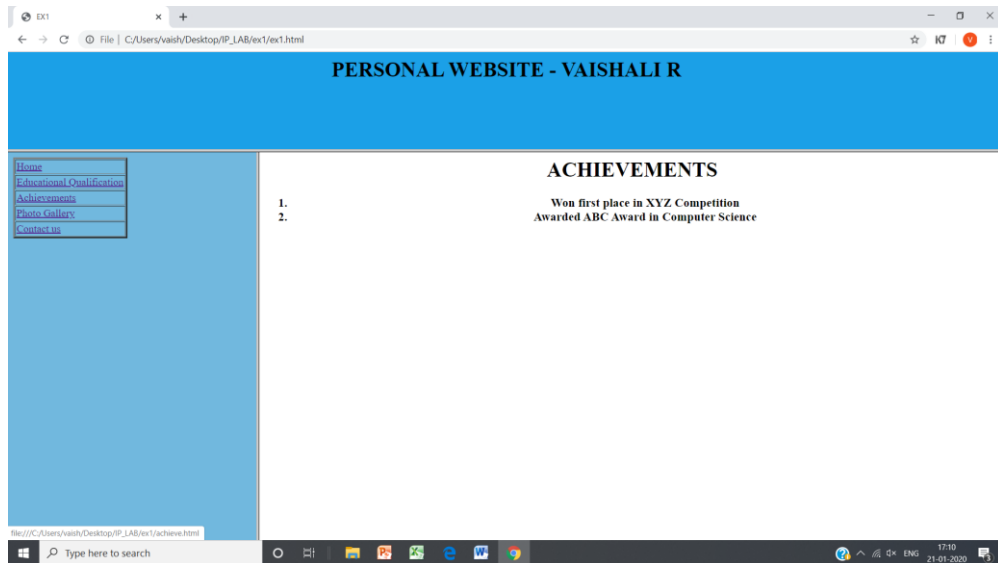 EX1
File | C:/Users/vaish/Desktop/IP_LAB/ex1/ex1.html
K7 V
PERSONAL WEBSITE - VAISHALI R
Home
Educational Qualification
Achievements
Photo Gallery
Contact us
ACHIEVEMENTS
1. Won first place in XYZ Competition
2. Awarded ABC Award in Computer Science
file:///C:/Users/vaish/Desktop/IP_LAB/ex1/achieve.html
Type here to search
ENG
17:10
21-01-2020